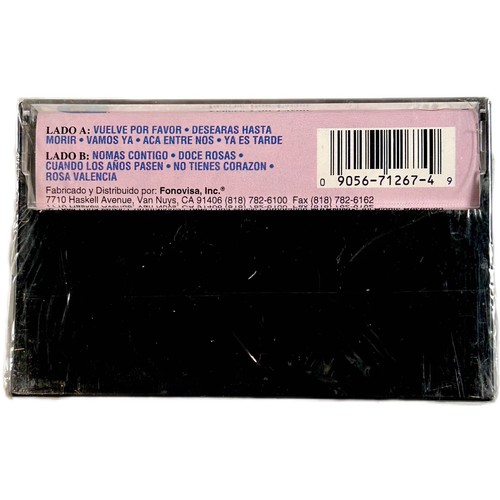 LADO A: VUELVE POR FAVOR • DESEARAS HASTA
MORIR • VAMOS YA • ACA ENTRE NOS • YA ES TARDE
LADO B: NOMAS CONTIGO • DOCE ROSAS •
CUANDO LOS AÑOS PASEN • NO TIENES CORAZON •
ROSA VALENCIA
Fabricado y Distribuido por: Fonovisa, Inc.®
7710 Haskell Avenue, Van Nuys, CA 91406 (818) 782-6100 Fax (818) 782-6162
0 9056-71267-4 9